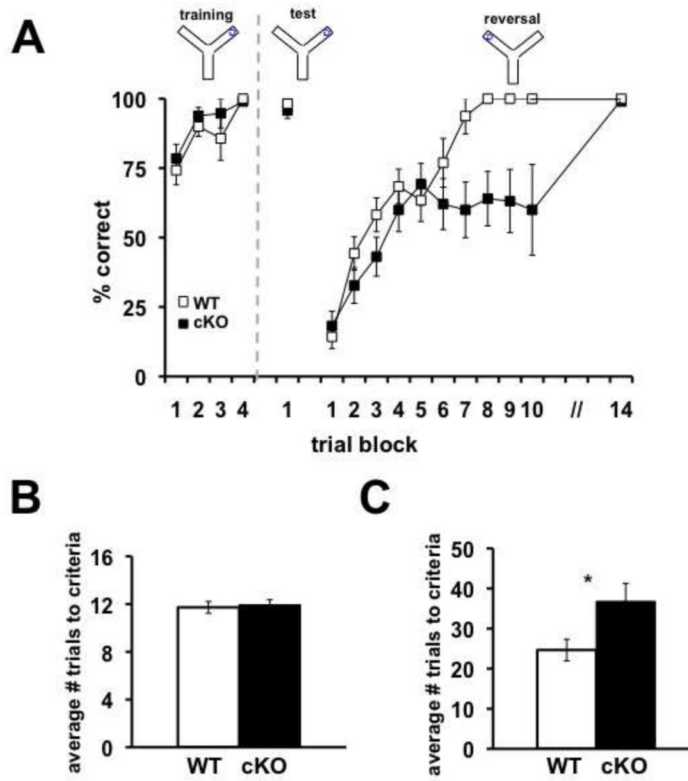 training
test
reversal
A
100
75
50
25
0
% correct
WT
cKO
1 2 3 4 1 1 2 3 4 5 6 7 8 9 10 // 14
trial block
B
C
16
12
8
4
0
average # trials to criteria
WT cKO
50
40
30
20
10
0
average # trials to criteria
*
WT cKO